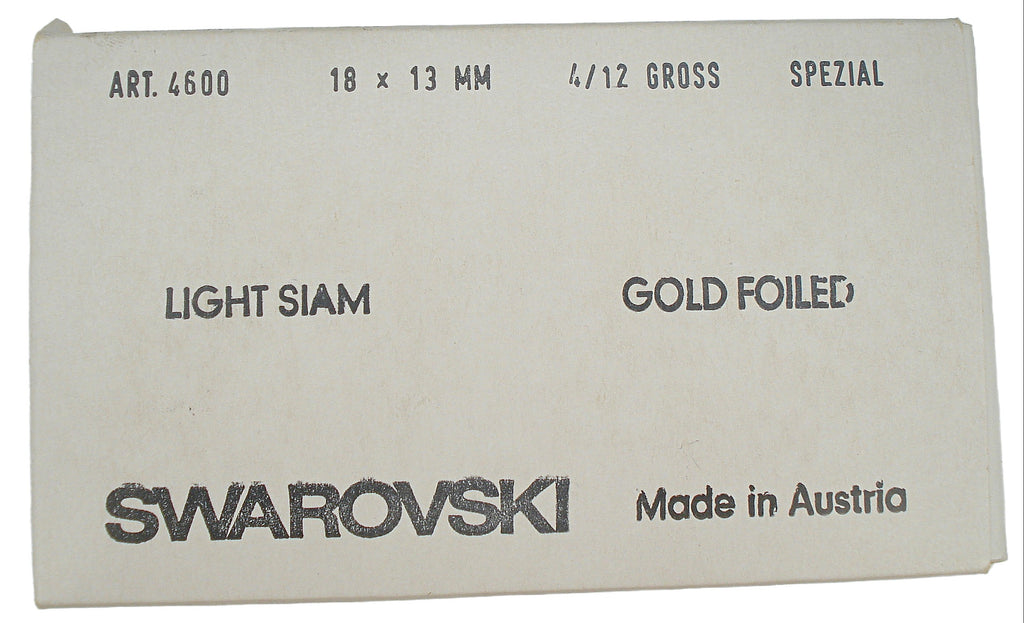 ART. 4600 18 × 13 MM 4/12 GROSS SPEZIAL
LIGHT SIAM GOLD FOILED
SWAROVSKI Made in Austria